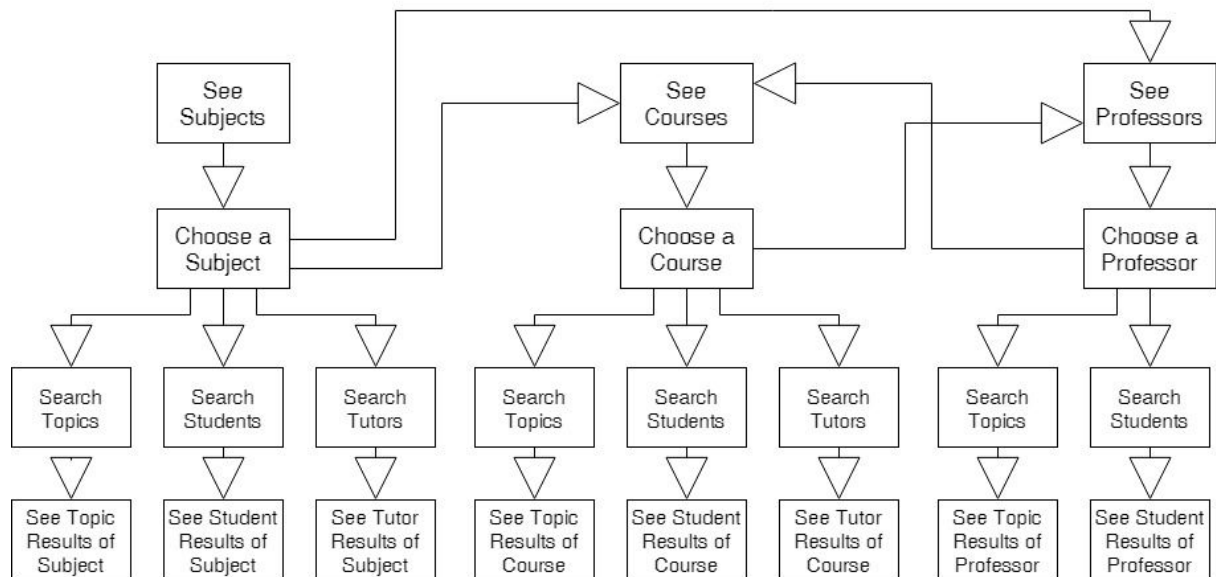 See
Subjects
See
Courses
See
Professors
Choose a
Subject
Choose a
Course
Choose a
Professor
Search
Topics
Search
Students
Search
Tutors
Search
Topics
Search
Students
Search
Tutors
Search
Topics
Search
Students
See Topic
Results of
Subject
See Student
Results of
Subject
See Tutor
Results of
Subject
See Topic
Results of
Course
See Student
Results of
Course
See Tutor
Results of
Course
See Topic
Results of
Professor
See Student
Results of
Professor